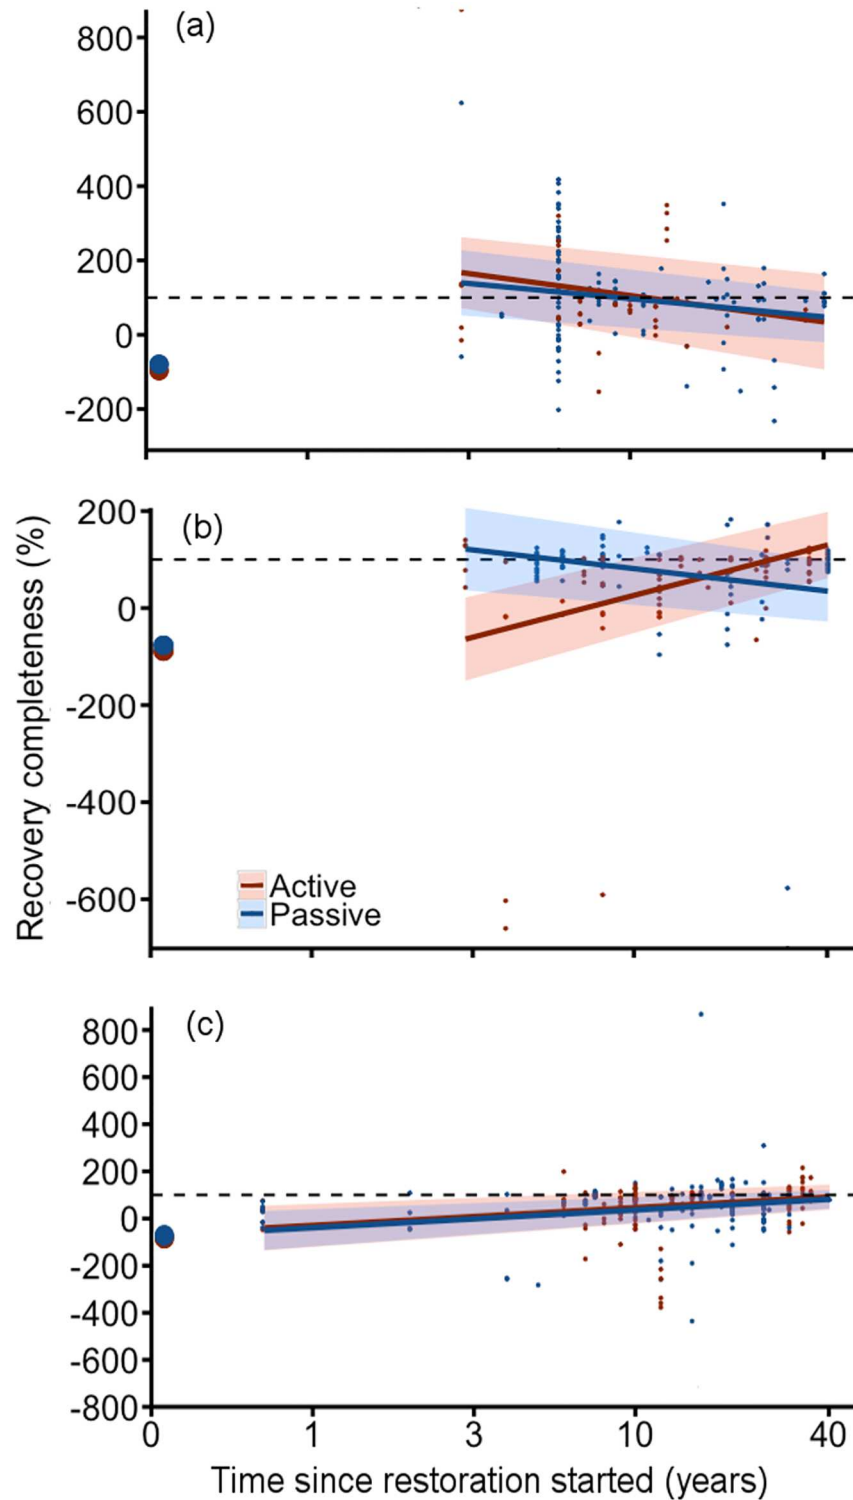 (a)
800
600
400
200
0
-200
(b)
200
0
-200
-400
-600
Active
Passive
Recovery completeness (%)
(c)
800
600
400
200
0
-200
-400
-600
-800
0 1 3 10 40
Time since restoration started (years)